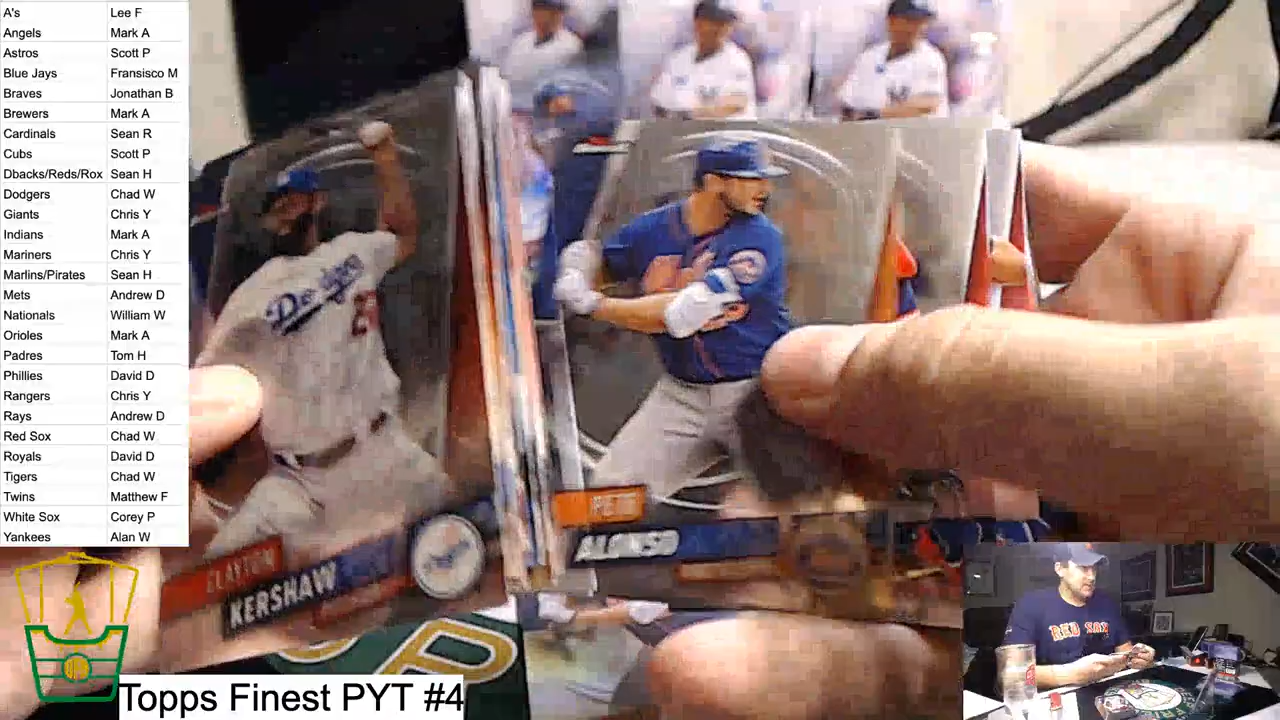 A's Lee F
Angels Mark A
Astros Scott P
Blue Jays Fransisco M
Braves Jonathan B
Brewers Mark A
Cardinals Sean R
Cubs Scott P
Dbacks/Reds/Rox Sean H
Dodgers Chad W
Giants Chris Y
Indians Mark A
Mariners Chris Y
Marlins/Pirates Sean H
Mets Andrew D
Nationals William W
Orioles Mark A
Padres Tom H
Phillies David D
Rangers Chris Y
Rays Andrew D
Red Sox Chad W
Royals David D
Tigers Chad W
Twins Matthew F
White Sox Corey P
Yankees Alan W
Dodgers
CLAYTON
KERSHAW
PETE
ALONSO
RED SOX
Topps Finest PYT #4